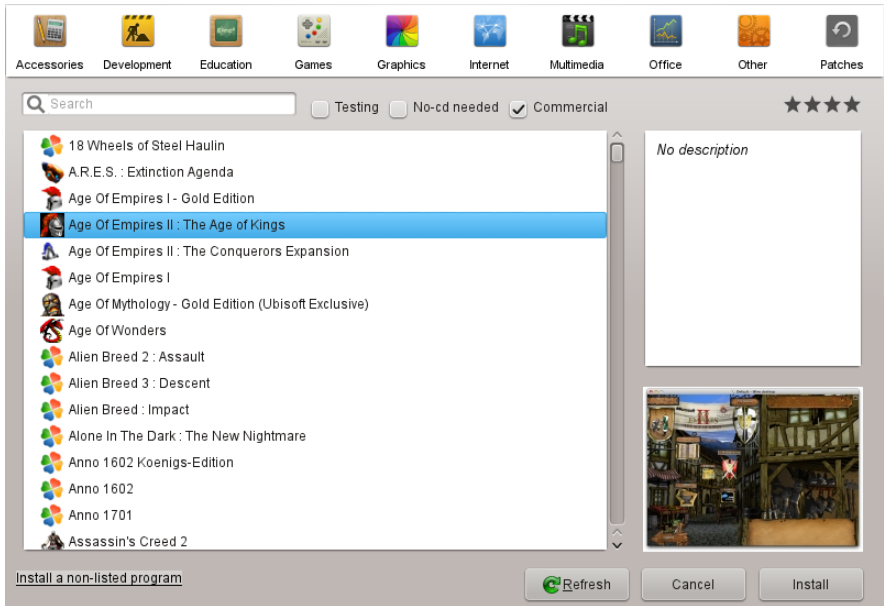 Accessories Development Education Games Graphics Internet Multimedia Office Other Patches
Search Testing No-cd needed Commercial
18 Wheels of Steel Haulin
A.R.E.S. : Extinction Agenda
Age Of Empires I - Gold Edition
Age Of Empires II : The Age of Kings
Age Of Empires II : The Conquerors Expansion
Age Of Empires I
Age Of Mythology - Gold Edition (Ubisoft Exclusive)
Age Of Wonders
Alien Breed 2 : Assault
Alien Breed 3 : Descent
Alien Breed : Impact
Alone In The Dark : The New Nightmare
Anno 1602 Koenigs-Edition
Anno 1602
Anno 1701
Assassin's Creed 2
No description
Install a non-listed program
Refresh Cancel Install